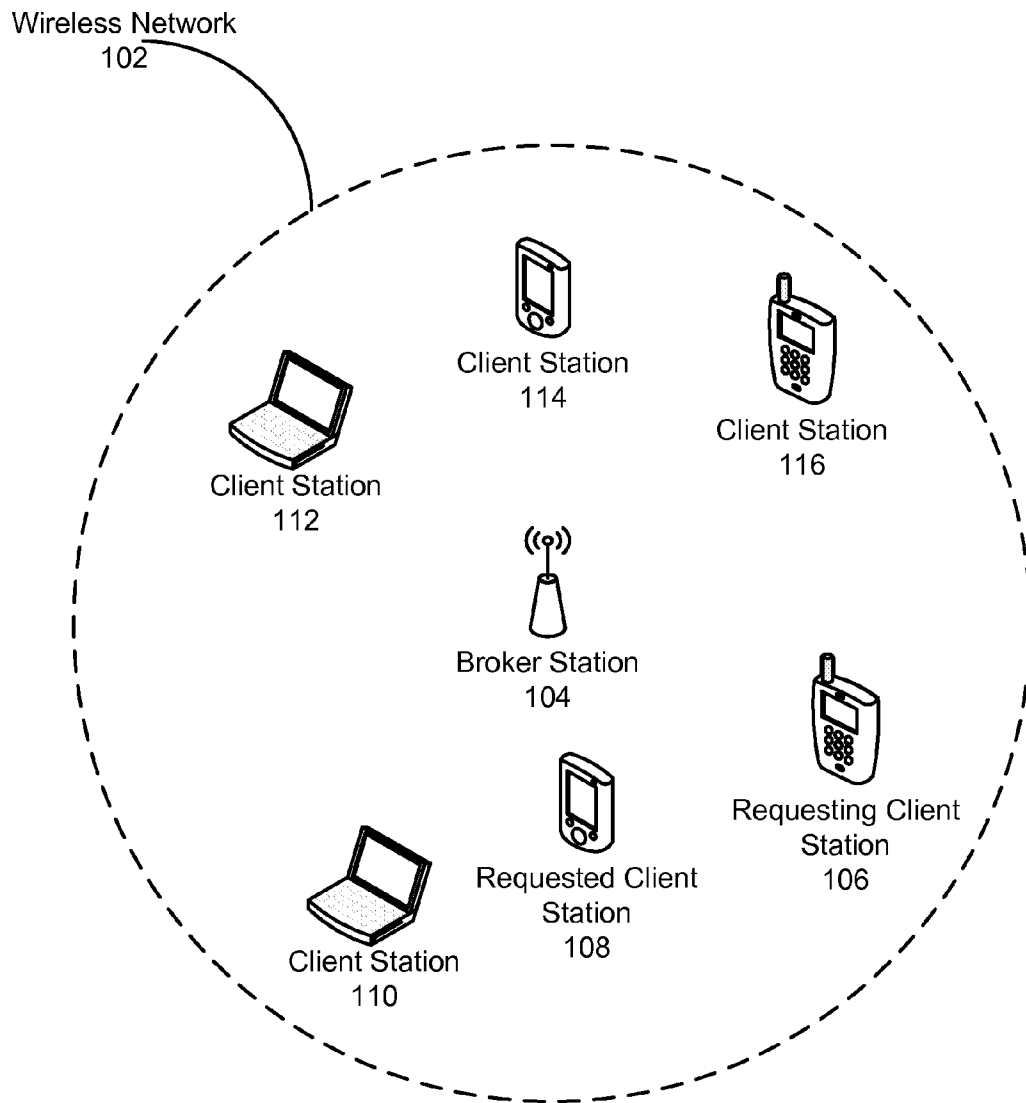 Wireless Network
102
Client Station
114
Client Station
116
Client Station
112
Broker Station
104
Requesting Client
Station
106
Requested Client
Station
108
Client Station
110